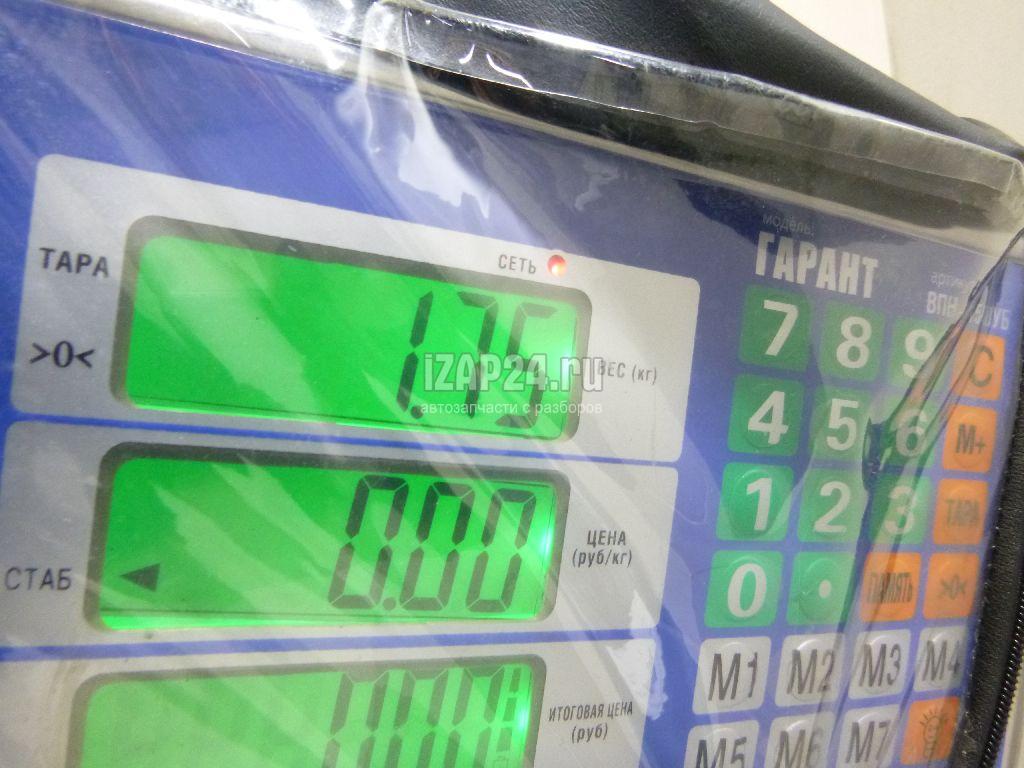 модель:
ГАРАНТ
ТАРА
СЕТЬ
>0<
1.75
ВЕС (кг)
iZAP24.ru
автозапчасти с разборов
7 8 9 C
4 5 6 M+
1 2 3 ТАРА
0 . ПАМЯТЬ >0<
0.00
ЦЕНА
(руб/кг)
СТАБ
M1 M2 M3 M4
ИТОГОВАЯ ЦЕНА
(руб)
M5 M6 M7